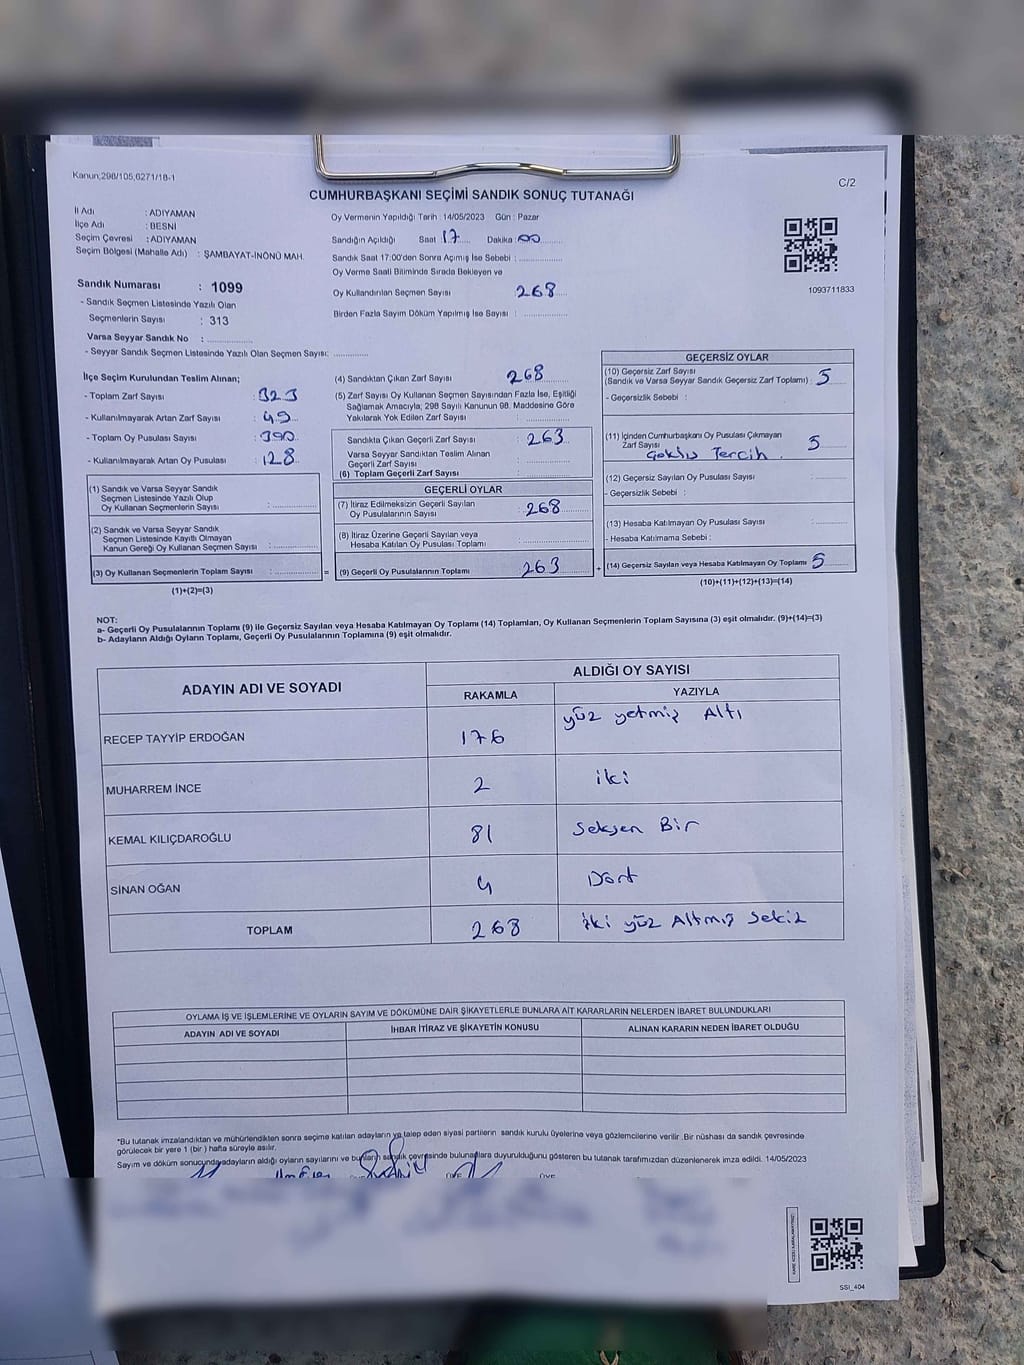 Kanun;298/105,6271/18-1
C/2
CUMHURBAŞKANI SEÇİMİ SANDIK SONUÇ TUTANAĞI
İl Adı : ADIYAMAN
İlçe Adı : BESNİ
Seçim Çevresi : ADIYAMAN
Seçim Bölgesi (Mahalle Adı) : ŞAMBAYAT-İNÖNÜ MAH.
Sandık Numarası : 1099
- Sandık Seçmen Listesinde Yazılı Olan
Seçmenlerin Sayısı : 313
Varsa Seyyar Sandık No :
- Seyyar Sandık Seçmen Listesinde Yazılı Olan Seçmen Sayısı:
Oy Vermenin Yapıldığı Tarih : 14/05/2023 Gün : Pazar
Sandığın Açıldığı Saat 17 Dakika : 00
Sandık Saat 17:00'den Sonra Açımış İse Sebebi :
Oy Verme Saati Bitiminde Sırada Bekleyen ve
Oy Kullandırılan Seçmen Sayısı : 268
Birden Fazla Sayım Döküm Yapılmış İse Sayısı :
1093711833
İlçe Seçim Kurulundan Teslim Alınan;
- Toplam Zarf Sayısı : 323
- Kullanılmayarak Artan Zarf Sayısı : 49
- Toplam Oy Pusulası Sayısı : 390
- Kullanılmayarak Artan Oy Pusulası : 128
(1) Sandık ve Varsa Seyyar Sandık
Seçmen Listesinde Yazılı Olup
Oy Kullanan Seçmenlerin Sayısı :
(2) Sandık ve Varsa Seyyar Sandık
Seçmen Listesinde Kayıtlı Olmayan
Kanun Gereği Oy Kullanan Seçmen Sayısı :
(3) Oy Kullanan Seçmenlerin Toplam Sayısı : =
(1)+(2)=(3)
(4) Sandıktan Çıkan Zarf Sayısı : 268
(5) Zarf Sayısı Oy Kullanan Seçmen Sayısından Fazla İse, Eşitliği
Sağlamak Amacıyla; 298 Sayılı Kanunun 98. Maddesine Göre
Yakılarak Yok Edilen Zarf Sayısı :
Sandıkta Çıkan Geçerli Zarf Sayısı : 263
Varsa Seyyar Sandıktan Teslim Alınan
Geçerli Zarf Sayısı :
(6) Toplam Geçerli Zarf Sayısı :
GEÇERLİ OYLAR
(7) İtiraz Edilmeksizin Geçerli Sayılan
Oy Pusulalarının Sayısı : 268
(8) İtiraz Üzerine Geçerli Sayılan veya
Hesaba Katılan Oy Pusulası Toplamı :
(9) Geçerli Oy Pusulalarının Toplamı : 263 +
GEÇERSİZ OYLAR
(10) Geçersiz Zarf Sayısı
(Sandık ve Varsa Seyyar Sandık Geçersiz Zarf Toplamı) : 5
- Geçersizlik Sebebi :
(11) İçinden Cumhurbaşkanı Oy Pusulası Çıkmayan
Zarf Sayısı : 5
Tercih
(12) Geçersiz Sayılan Oy Pusulası Sayısı :
- Geçersizlik Sebebi :
(13) Hesaba Katılmayan Oy Pusulası Sayısı :
- Hesaba Katılmama Sebebi :
(14) Geçersiz Sayılan veya Hesaba Katılmayan Oy Toplamı : 5
(10)+(11)+(12)+(13)=(14)
NOT:
a- Geçerli Oy Pusulalarının Toplamı (9) ile Geçersiz Sayılan veya Hesaba Katılmayan Oy Toplamı (14) Toplamları, Oy Kullanan Seçmenlerin Toplam Sayısına (3) eşit olmalıdır. (9)+(14)=(3)
b- Adayların Aldığı Oyların Toplamı, Geçerli Oy Pusulalarının Toplamına (9) eşit olmalıdır.
ADAYIN ADI VE SOYADI
ALDIĞI OY SAYISI
RAKAMLA YAZIYLA
RECEP TAYYİP ERDOĞAN 176 yüz yetmiş Altı
MUHARREM İNCE 2 iki
KEMAL KILIÇDAROĞLU 81 Seksen Bir
SİNAN OĞAN 4 Dört
TOPLAM 268 iki yüz Altmış Sekiz
OYLAMA İŞ VE İŞLEMLERİNE VE OYLARIN SAYIM VE DÖKÜMÜNE DAİR ŞİKAYETLERLE BUNLARA AİT KARARLARIN NELERDEN İBARET BULUNDUKLARI
ADAYIN ADI VE SOYADI İHBAR İTİRAZ VE ŞİKAYETİN KONUSU ALINAN KARARIN NEDEN İBARET OLDUĞU
*Bu tutanak imzalandıktan ve mühürlendikten sonra seçime katılan adayların ve talep eden siyasi partilerin sandık kurulu üyelerine veya gözlemcilerine verilir. Bir nüshası da sandık çevresinde
görülecek bir yere 1 (bir ) hafta süreyle asılır.
Sayım ve döküm sonucunda adayların aldığı oyların sayılarını ve bunların sandık çevresinde bulunanlara duyurulduğunu gösteren bu tutanak tarafımızdan düzenlenerek imza edildi. 14/05/2023
SSI_404